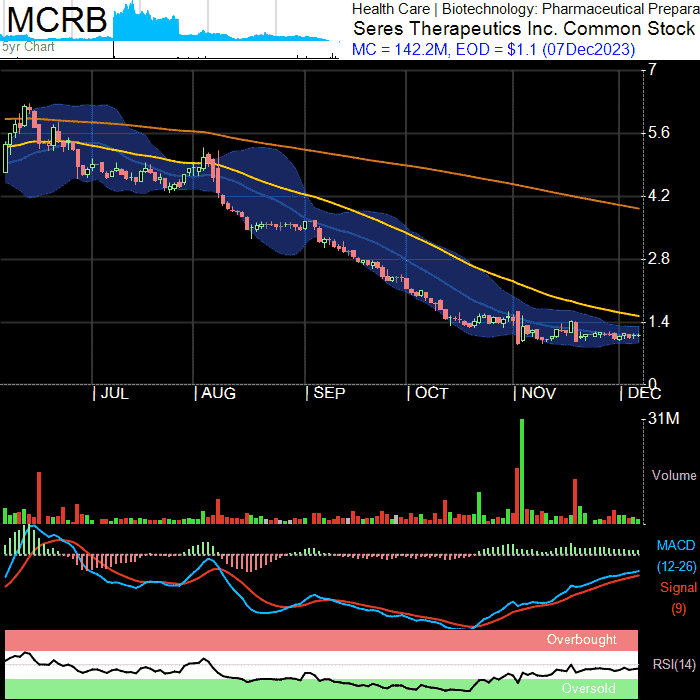 MCRB
5yr Chart
Health Care | Biotechnology: Pharmaceutical Prepara
Seres Therapeutics Inc. Common Stock
MC = 142.2M, EOD = $1.1 (07Dec2023)
7
5.6
4.2
2.8
1.4
0
| JUL | AUG | SEP | OCT | NOV | DEC
31M
Volume
MACD
(12-26)
Signal
(9)
Overbought
RSI(14)
Oversold